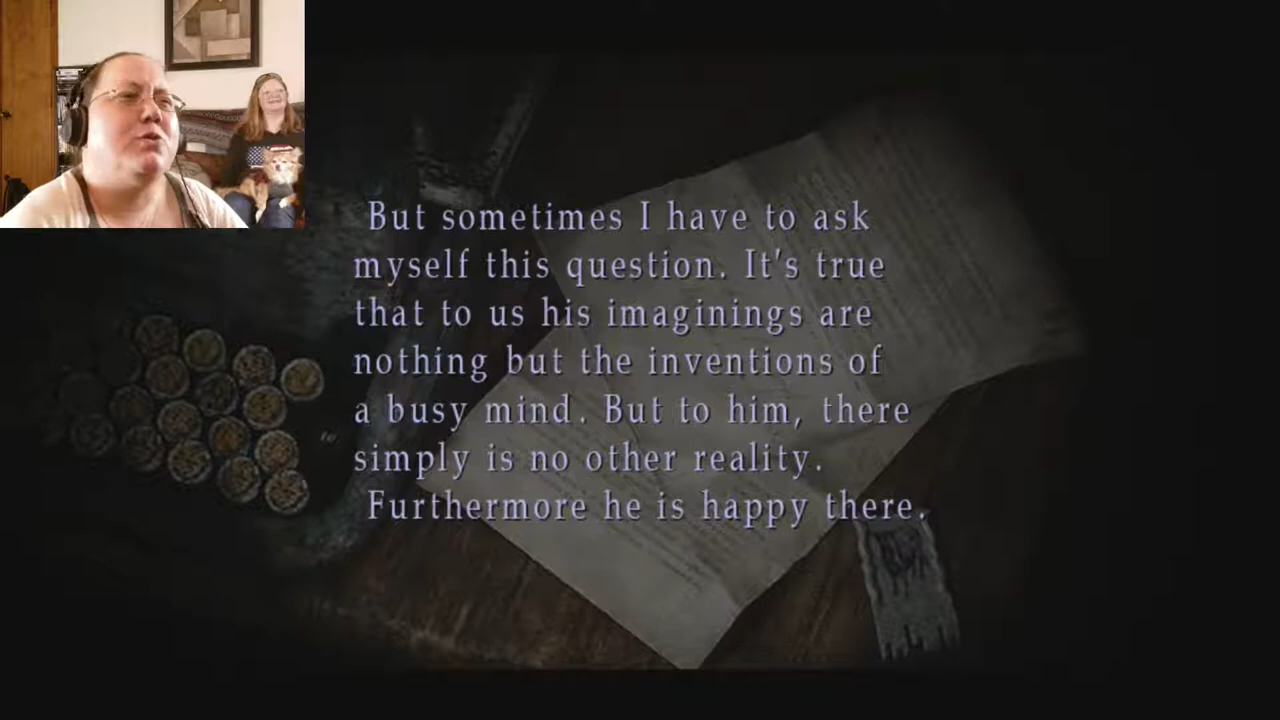 But sometimes I have to ask
myself this question. It's true
that to us his imaginings are
nothing but the inventions of
a busy mind. But to him, there
simply is no other reality.
Furthermore he is happy there.